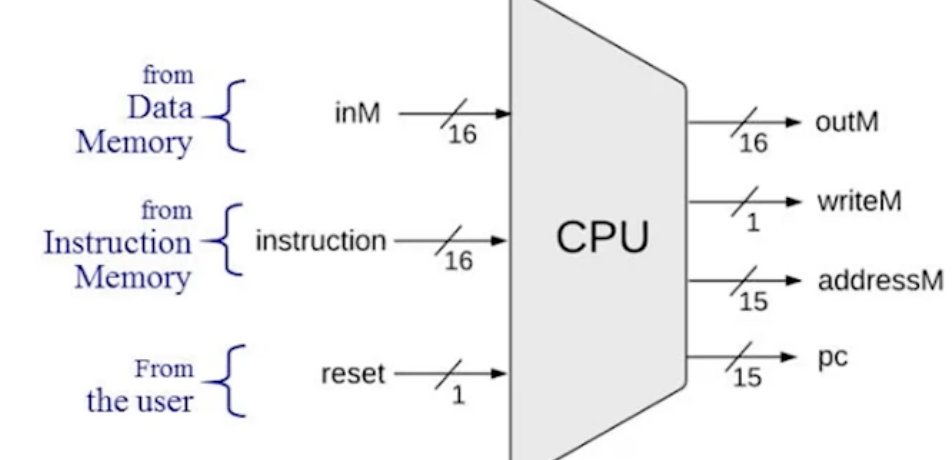 from
Data
Memory
inM
16
from
Instruction
Memory
instruction
16
From
the user
reset
1
CPU
outM
16
writeM
1
addressM
15
pc
15